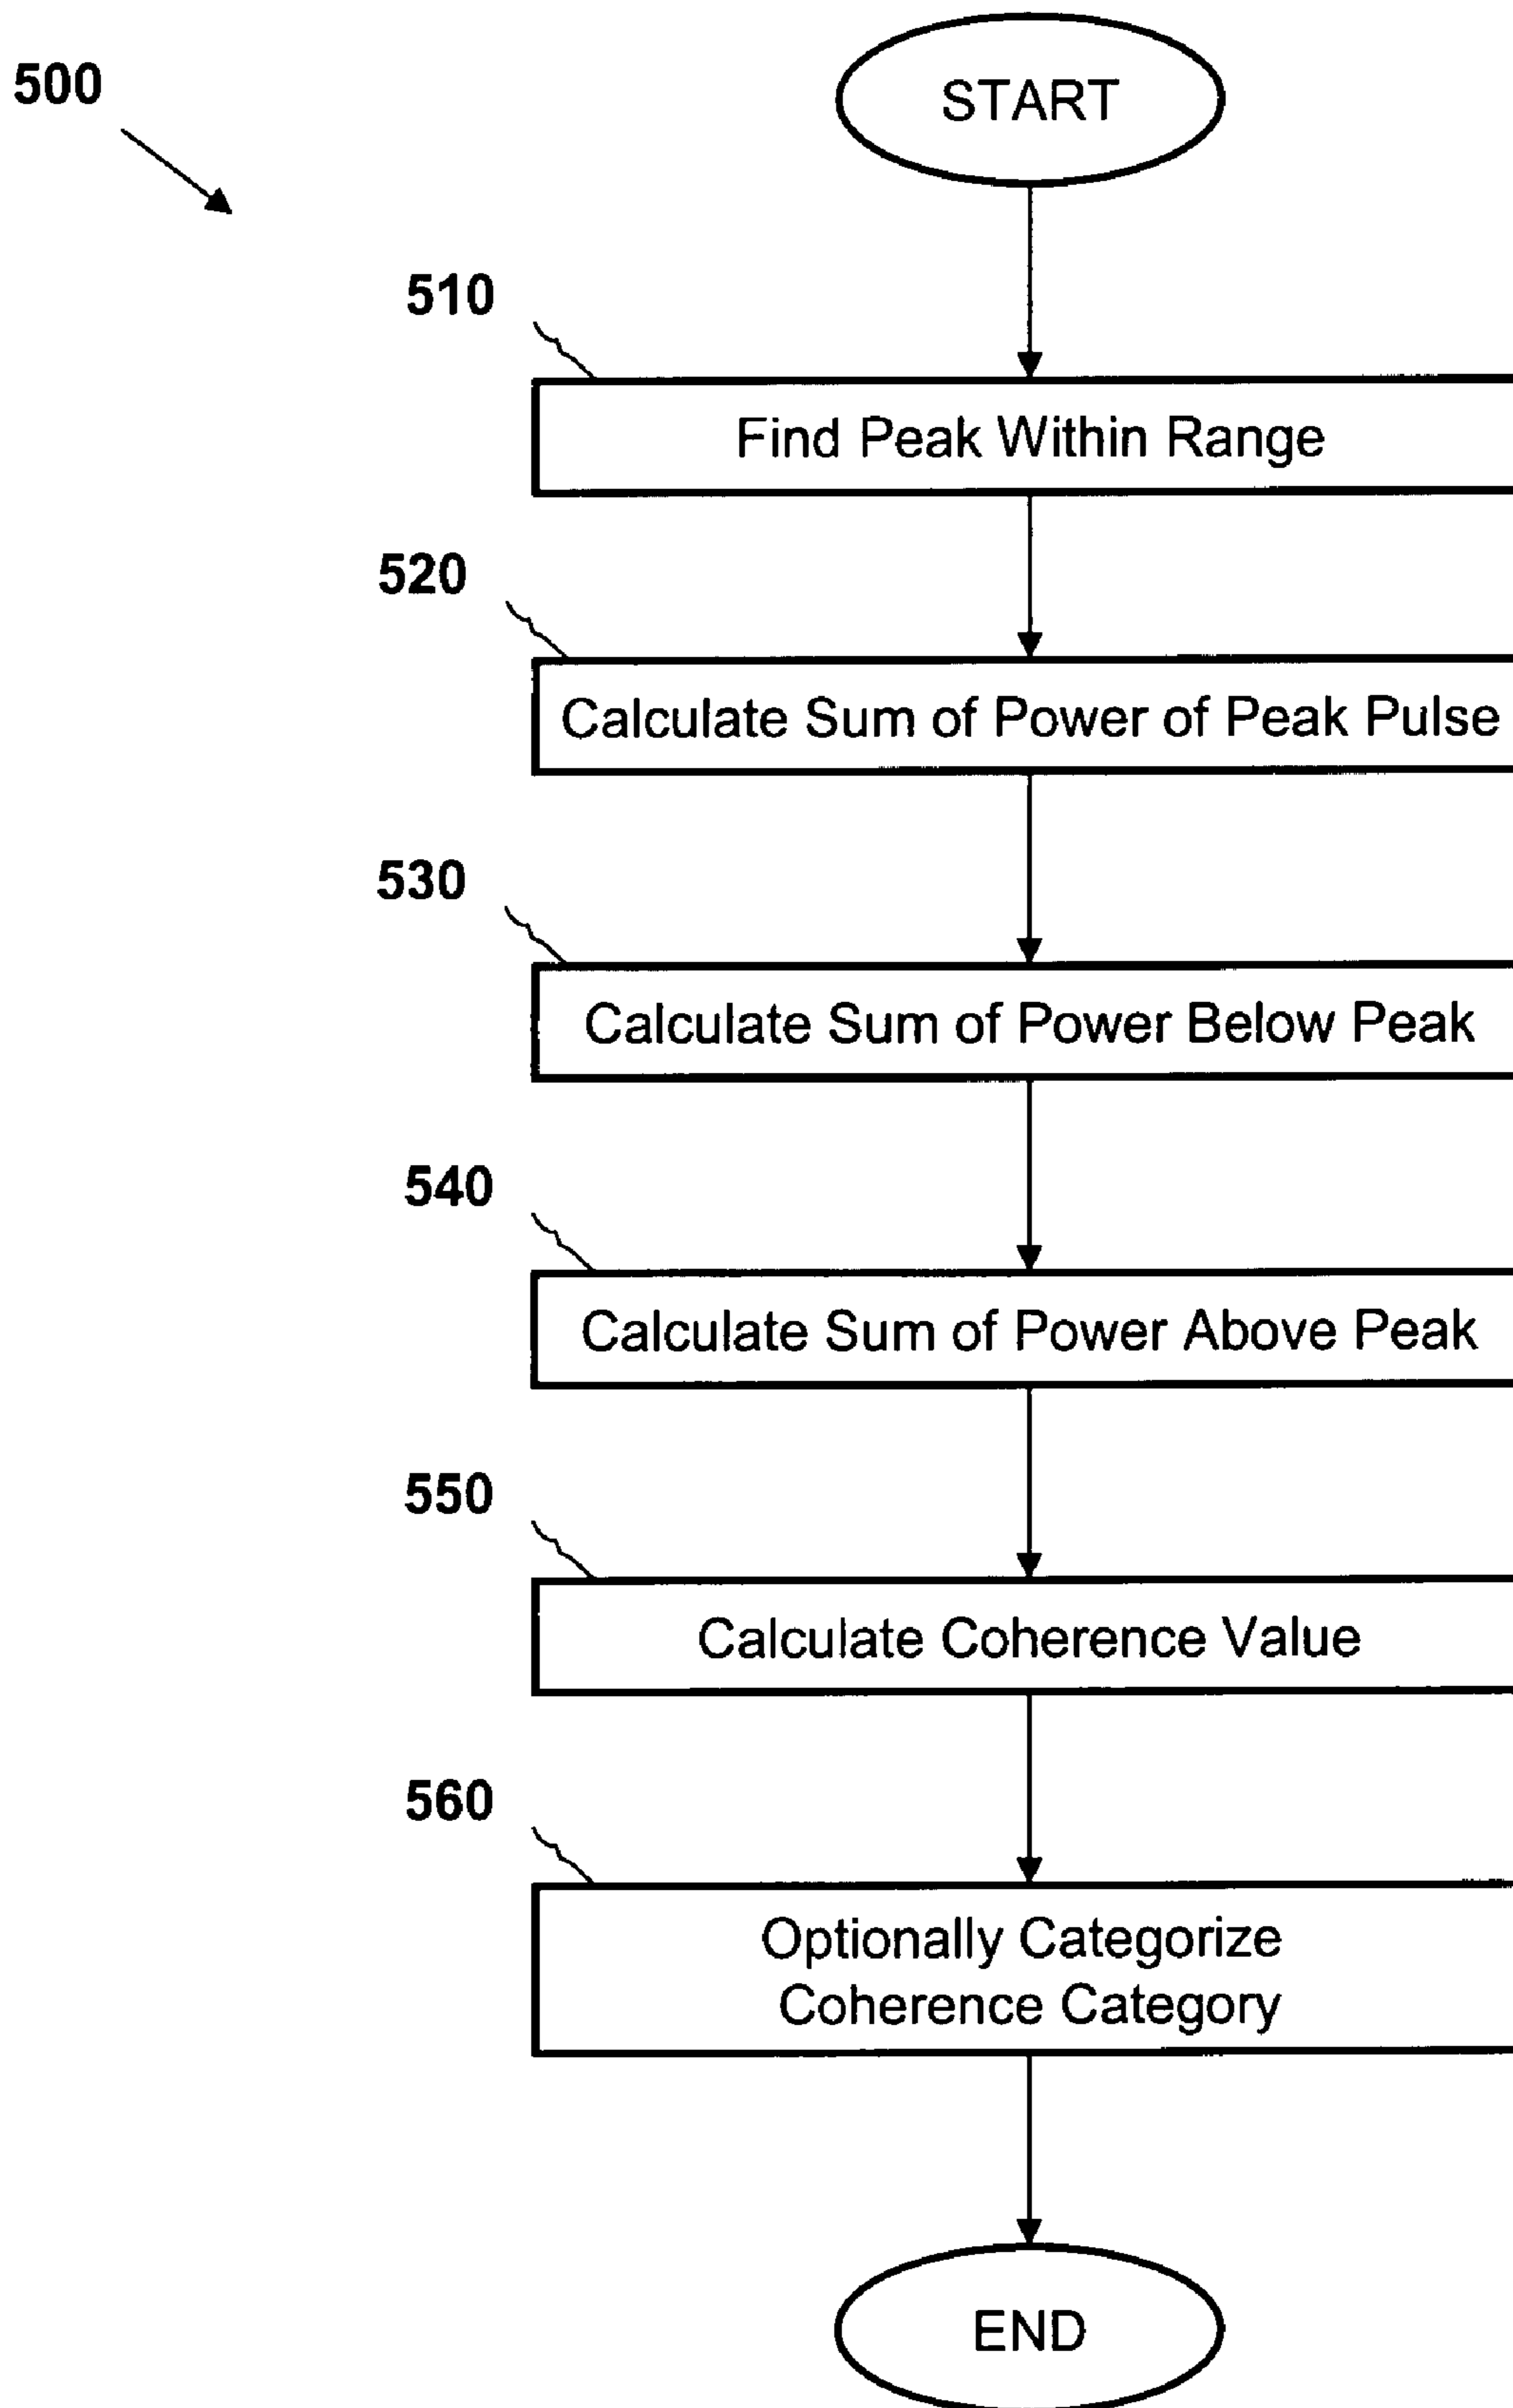 500
START
510
Find Peak Within Range
520
Calculate Sum of Power of Peak Pulse
530
Calculate Sum of Power Below Peak
540
Calculate Sum of Power Above Peak
550
Calculate Coherence Value
560
Optionally Categorize
Coherence Category
END